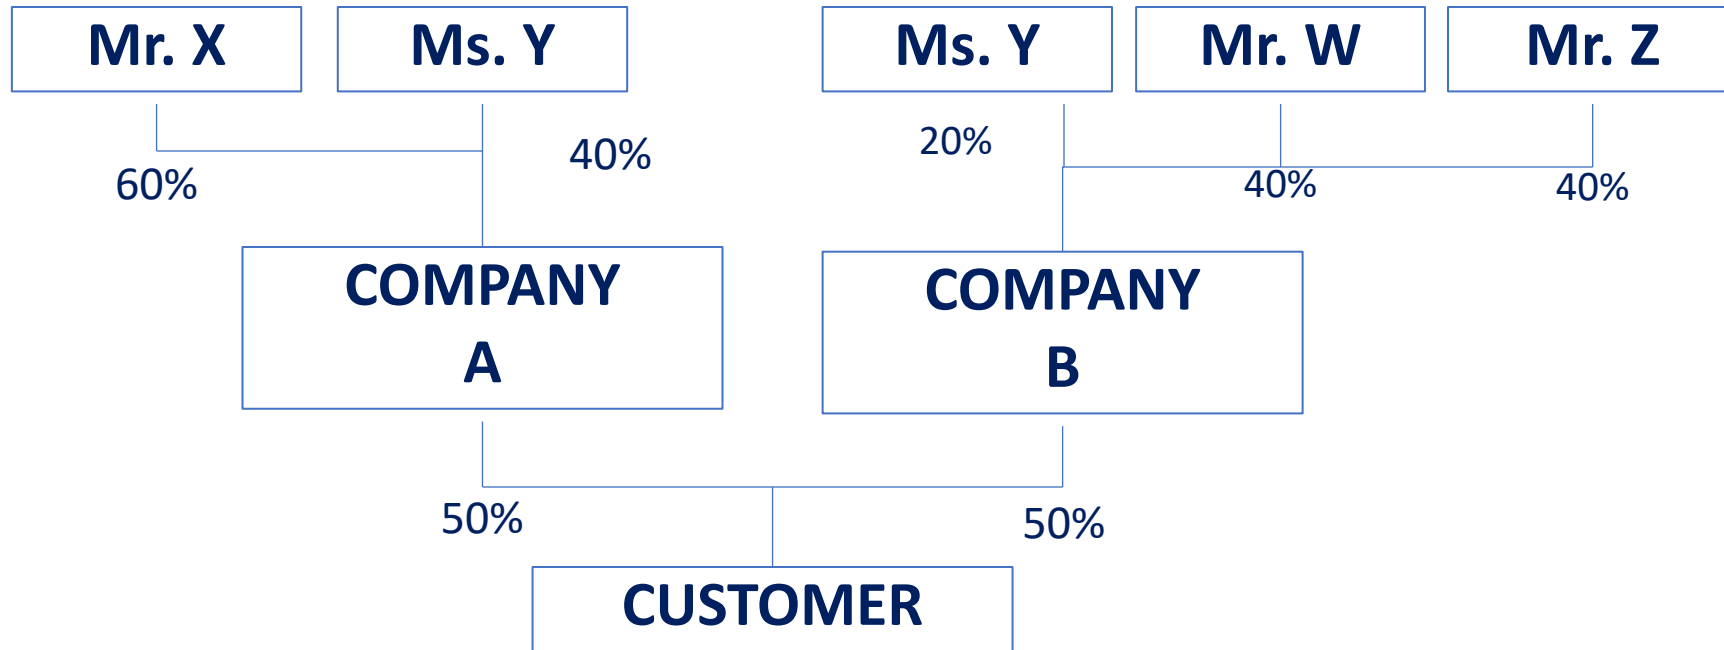 Mr. X
Ms. Y
Ms. Y
Mr. W
Mr. Z
60%
40%
20%
40%
40%
COMPANY
A
COMPANY
B
50%
50%
CUSTOMER